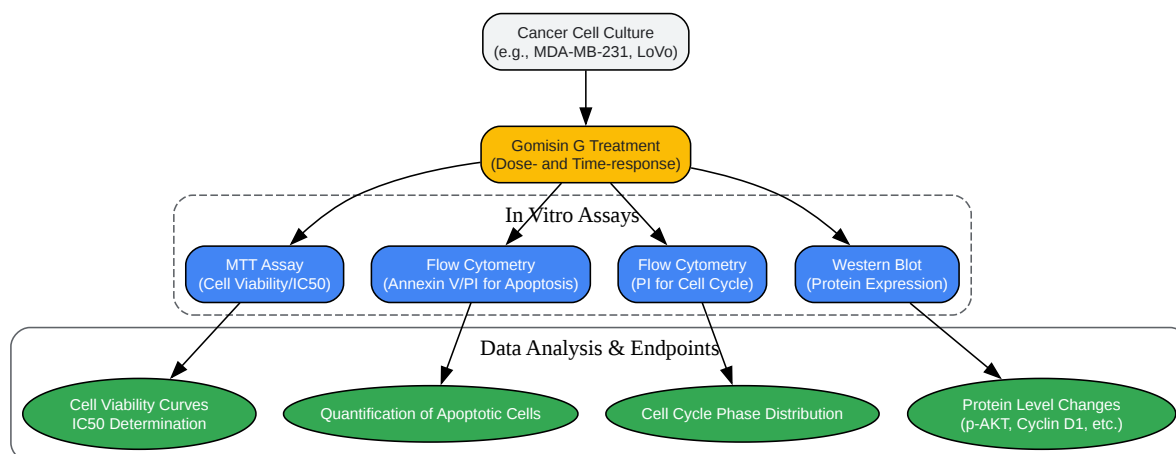 Cancer Cell Culture
(e.g., MDA-MB-231, LoVo)
Gomisin G Treatment
(Dose- and Time-response)
In Vitro Assays
MTT Assay
(Cell Viability/IC50)
Flow Cytometry
(Annexin V/PI for Apoptosis)
Flow Cytometry
(PI for Cell Cycle)
Western Blot
(Protein Expression)
Data Analysis & Endpoints
Cell Viability Curves
IC50 Determination
Quantification of Apoptotic Cells
Cell Cycle Phase Distribution
Protein Level Changes
(p-AKT, Cyclin D1, etc.)